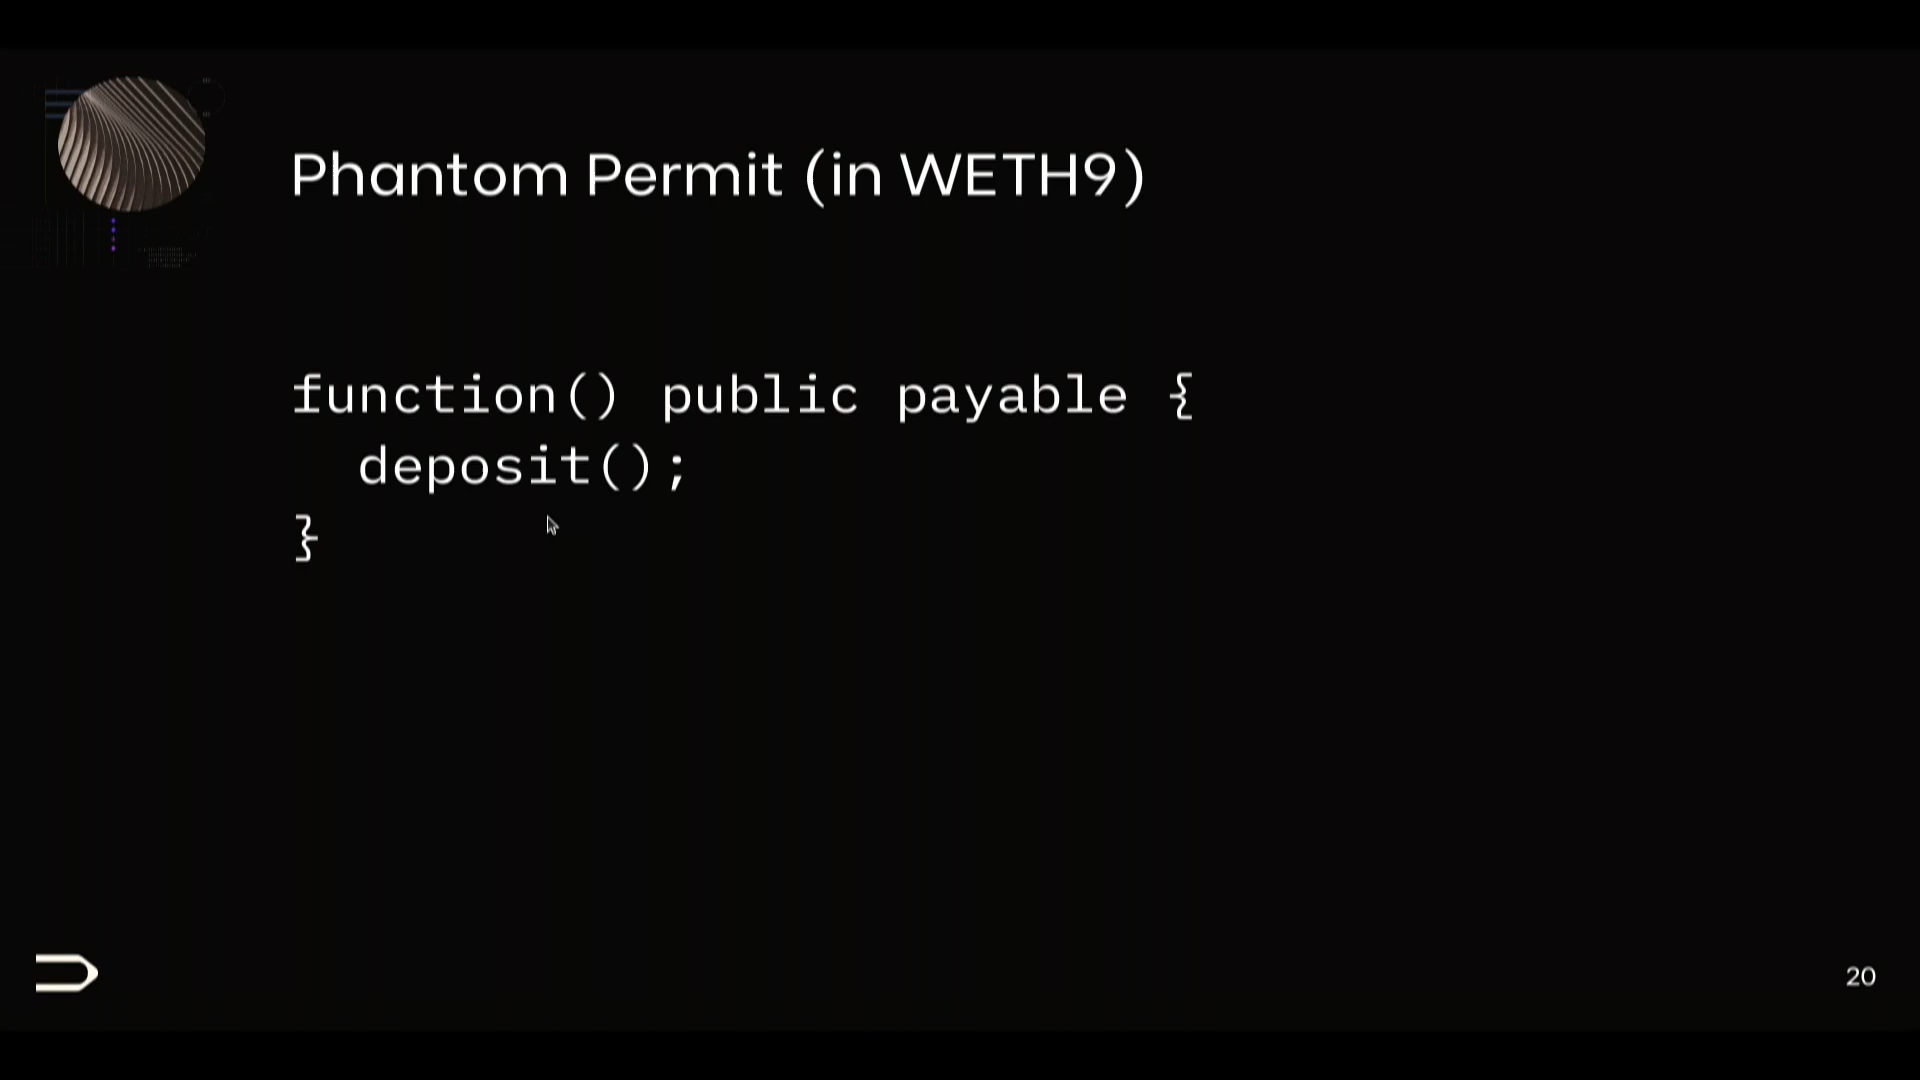 Phantom Permit (in WETH9)
function() public payable {
  deposit();
}
20